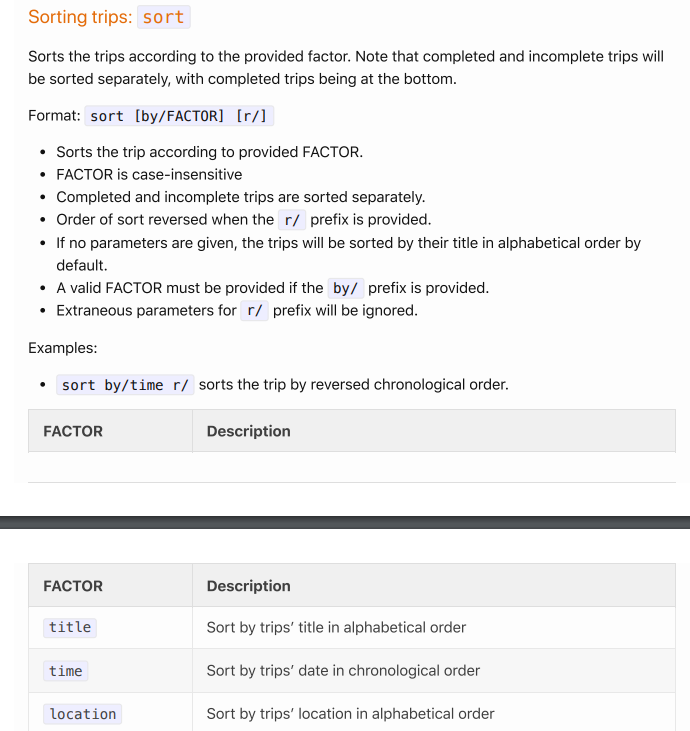 Sorting trips: sort
Sorts the trips according to the provided factor. Note that completed and incomplete trips will
be sorted separately, with completed trips being at the bottom.
Format: sort [by/FACTOR] [r/]
• Sorts the trip according to provided FACTOR.
• FACTOR is case-insensitive
• Completed and incomplete trips are sorted separately.
• Order of sort reversed when the r/ prefix is provided.
• If no parameters are given, the trips will be sorted by their title in alphabetical order by
default.
• A valid FACTOR must be provided if the by/ prefix is provided.
• Extraneous parameters for r/ prefix will be ignored.
Examples:
• sort by/time r/ sorts the trip by reversed chronological order.
FACTOR Description
FACTOR Description
title Sort by trips’ title in alphabetical order
time Sort by trips’ date in chronological order
location Sort by trips’ location in alphabetical order